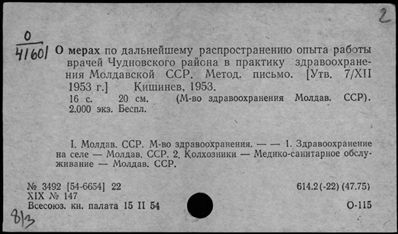 2
0
41601
О мерах по дальнейшему распространению опыта работы
врачей Чудновского района в практику здравоохране-
ния Молдавской ССР. Метод. письмо. [Утв. 7/XII
1953 г.] Кишинев, 1953.
16 с. 20 см. (М-во здравоохранения Молдав. ССР).
2.000 экз. Беспл.
I. Молдав. ССР. М-во здравоохранения. — — 1. Здравоохранение
на селе — Молдав. ССР. 2. Колхозники — Медико-санитарное обслу-
живание — Молдав. ССР.
№ 3492 [54-6654] 22 614.2(-22) (47.75)
XIX № 147
Всесоюз. кн. палата 15 II 54 О-115
8/3